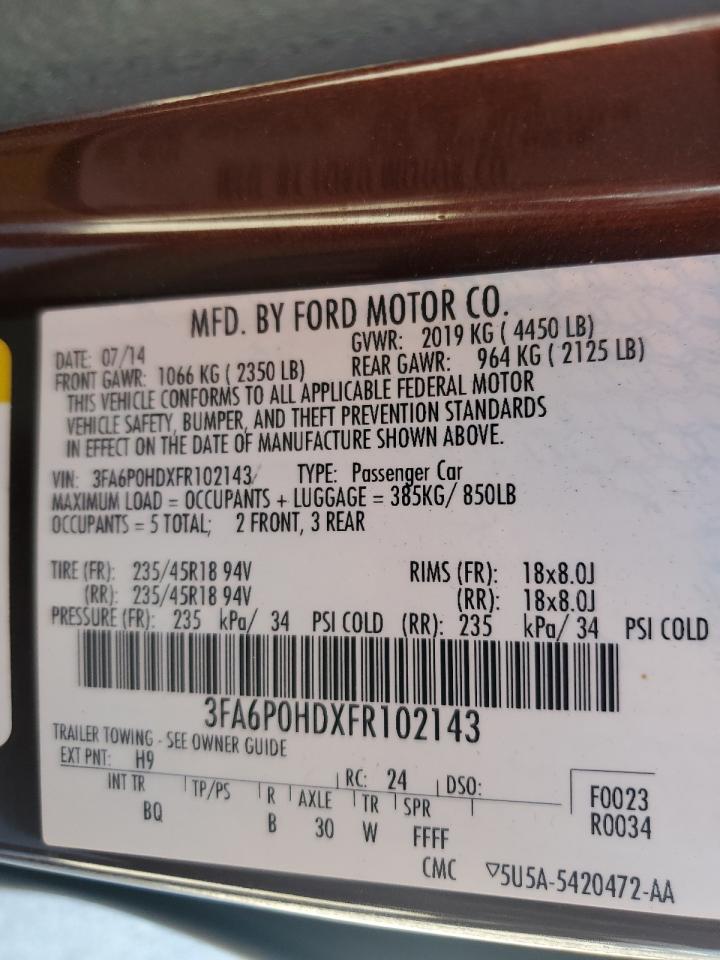 MFD. BY FORD MOTOR CO.
DATE: 07/14 GVWR: 2019 KG ( 4450 LB)
FRONT GAWR: 1066 KG ( 2350 LB) REAR GAWR: 964 KG ( 2125 LB)
THIS VEHICLE CONFORMS TO ALL APPLICABLE FEDERAL MOTOR
VEHICLE SAFETY, BUMPER, AND THEFT PREVENTION STANDARDS
IN EFFECT ON THE DATE OF MANUFACTURE SHOWN ABOVE.
VIN: 3FA6P0HDXFR102143 TYPE: Passenger Car
MAXIMUM LOAD = OCCUPANTS + LUGGAGE = 385KG/ 850LB
OCCUPANTS = 5 TOTAL; 2 FRONT, 3 REAR
TIRE (FR): 235/45R18 94V RIMS (FR): 18x8.0J
(RR): 235/45R18 94V (RR): 18x8.0J
PRESSURE (FR): 235 kPa/ 34 PSI COLD (RR): 235 kPa/ 34 PSI COLD
3FA6P0HDXFR102143
TRAILER TOWING - SEE OWNER GUIDE
EXT PNT: H9 RC: 24 DSO: F0023
INT TR TP/PS R AXLE TR SPR R0034
BQ B 30 W FFFF
CMC ▽5U5A-5420472-AA